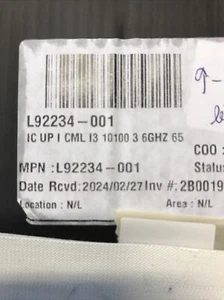 L92234-001
IC UP I CML I3 10100 3 6GHZ 65
MPN :L92234-001
COO :
Status
Date Rcvd:2024/02/27 Inv #:2B0019
Location : N/L
Area : N/L